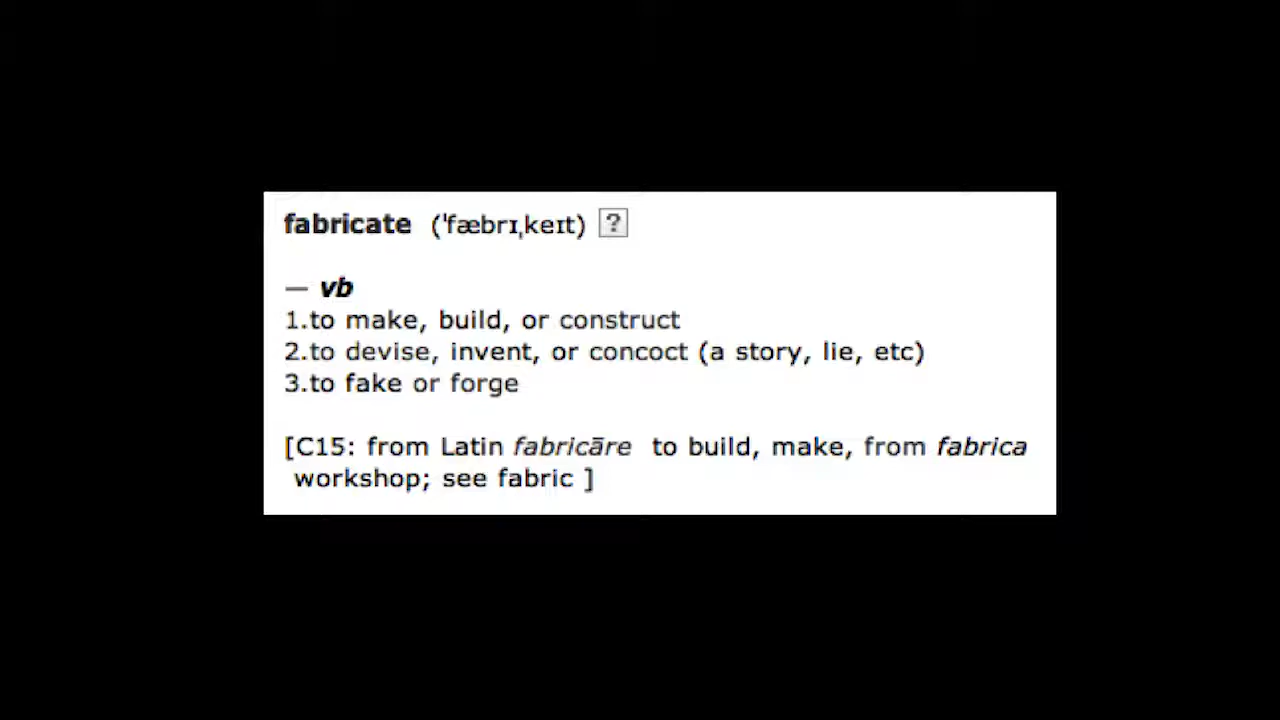 fabricate (ˈfæbrɪˌkeɪt) ?
— vb
1.to make, build, or construct
2.to devise, invent, or concoct (a story, lie, etc)
3.to fake or forge
[C15: from Latin fabricāre to build, make, from fabrica
workshop; see fabric ]